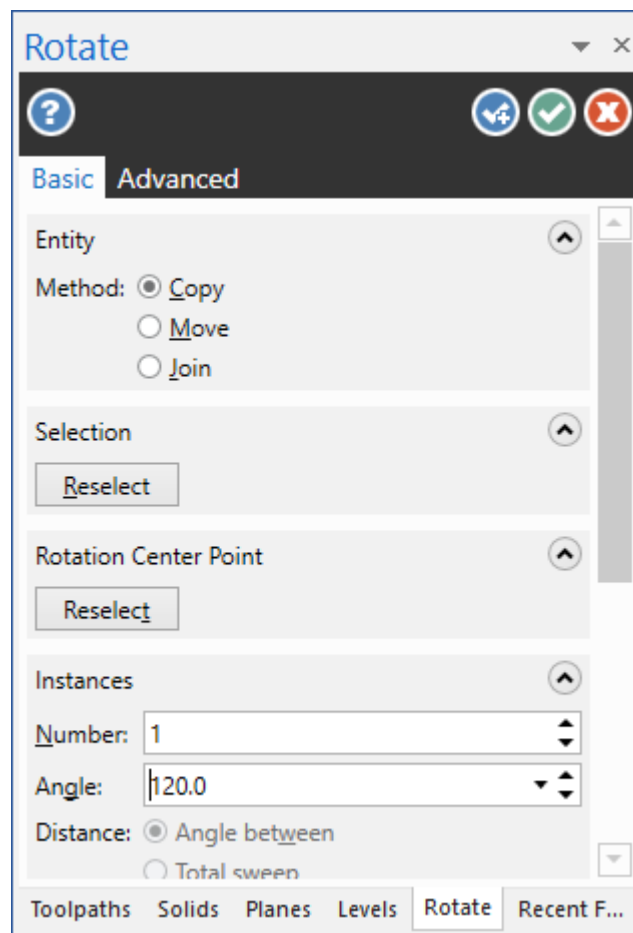 Rotate
Basic Advanced
Entity
Method: Copy
Move
Join
Selection
Reselect
Rotation Center Point
Reselect
Instances
Number: 1
Angle: 120.0
Distance: Angle between
Total sweep
Toolpaths Solids Planes Levels Rotate Recent F...